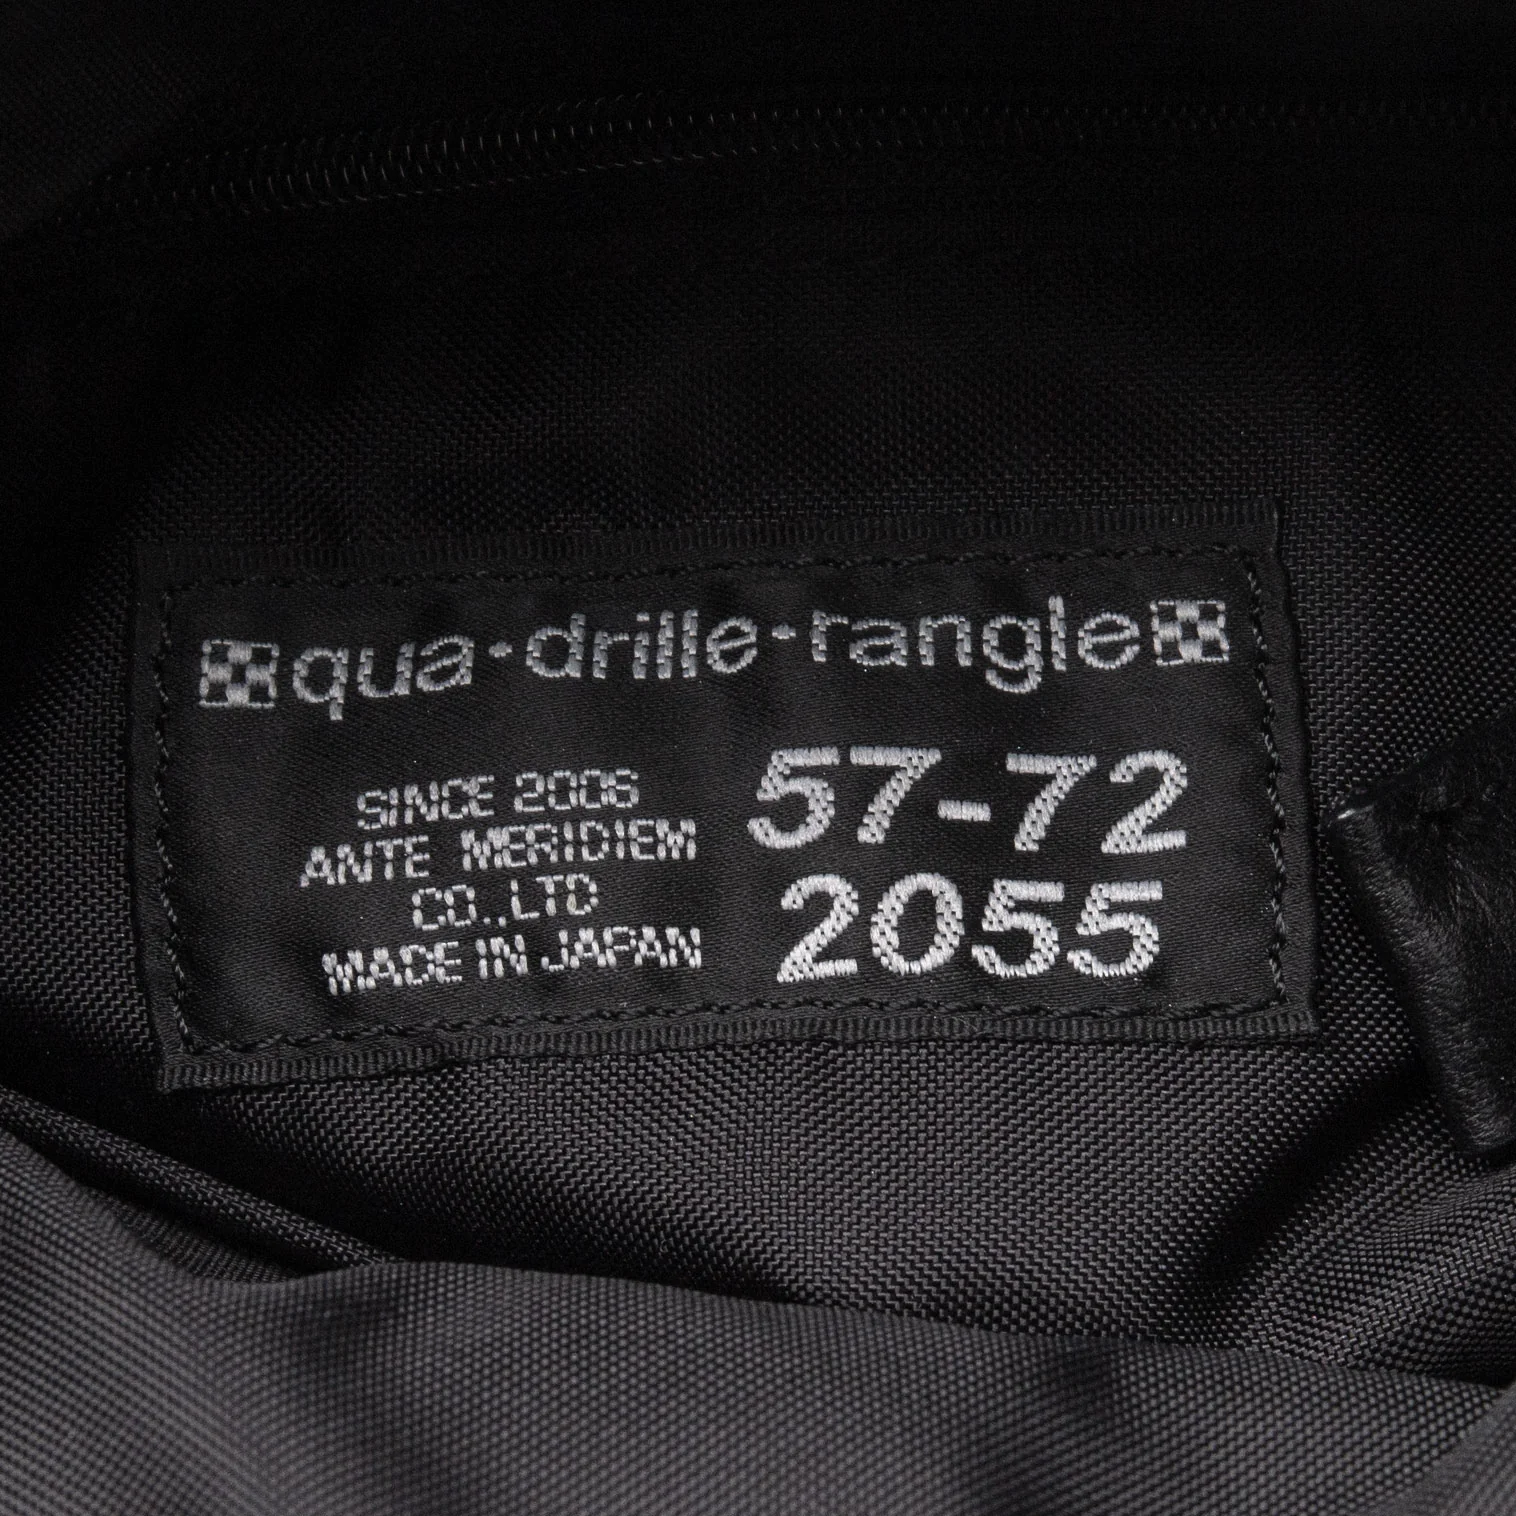 qua·drille·rangle
SINCE 2006
ANTE MERIDIEM
CO.,LTD
MADE IN JAPAN
57-72
2055